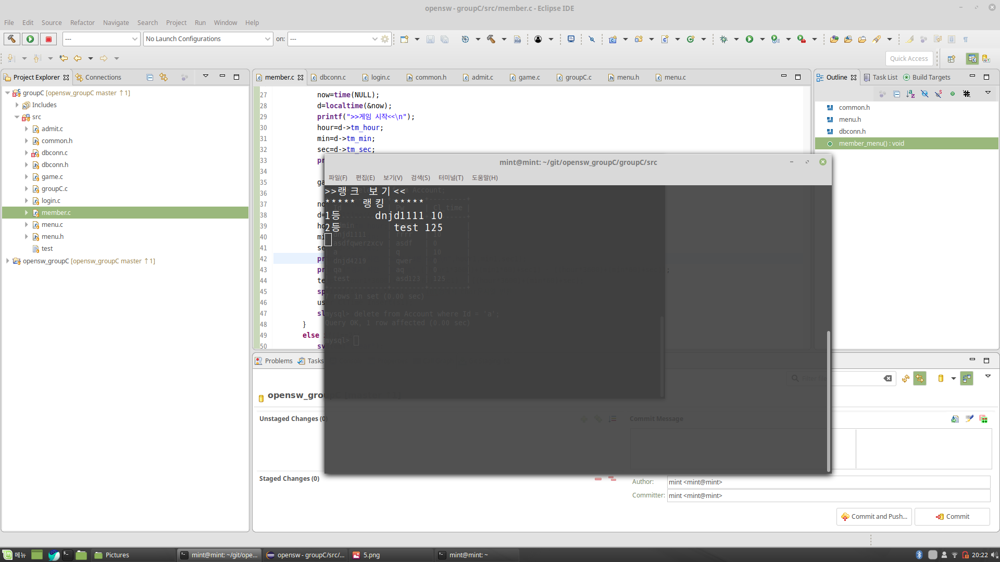 opensw - groupC/src/member.c - Eclipse IDE
File Edit Source Refactor Navigate Search Project Run Window Help
--- No Launch Configurations on: ---
Quick Access
Project Explorer Connections
groupC [opensw_groupC master ↑1]
Includes
src
admit.c
common.h
dbconn.c
dbconn.h
game.c
groupC.c
login.c
member.c
menu.c
menu.h
test
opensw_groupC [opensw_groupC master ↑1]
member.c dbconn.c login.c common.h admit.c game.c groupC.c menu.h menu.c
27 now=time(NULL);
28 d=localtime(&now);
29 printf(">>게임 시작<<\n");
30 hour=d->tm_hour;
31 min=d->tm_min;
32 sec=d->tm_sec;
33 pr
34
35 ga
36
37 no
38 d=
39 ho
40 mi
41 se
42 pr
43 pr
44 te
45 sp
46 us
47 sl
48 }
49 else
50 sv
Outline Task List Build Targets
common.h
menu.h
dbconn.h
member_menu() : void
mint@mint: ~/git/opensw_groupC/groupC/src
파일(F) 편집(E) 보기(V) 검색(S) 터미널(T) 도움말(H)
>>랭크 보기<<
***** 랭킹 *****
1등 dnjd1111 10
2등 test 125
from Account;
Id Pw Cl_time
dnjd1111 | rrrr | 10
asdfqwerzxcv | asdf | 0
a | q | 10
dnjd4219 | qwer | 0
qa | aq | 0
test | asd123 | 125
7 rows in set (0.00 sec)
mysql> delete from Account where Id = 'a';
Query OK, 1 row affected (0.00 sec)
mysql>
Problems Tasks
opensw_gro
Unstaged Changes (0)
Staged Changes (0)
Commit Message
Author: mint <mint@mint>
Committer: mint <mint@mint>
Commit and Push... Commit
메뉴 Pictures mint@mint: ~/git/ope... opensw - groupC/src/... 5.png mint@mint: ~ 20:22